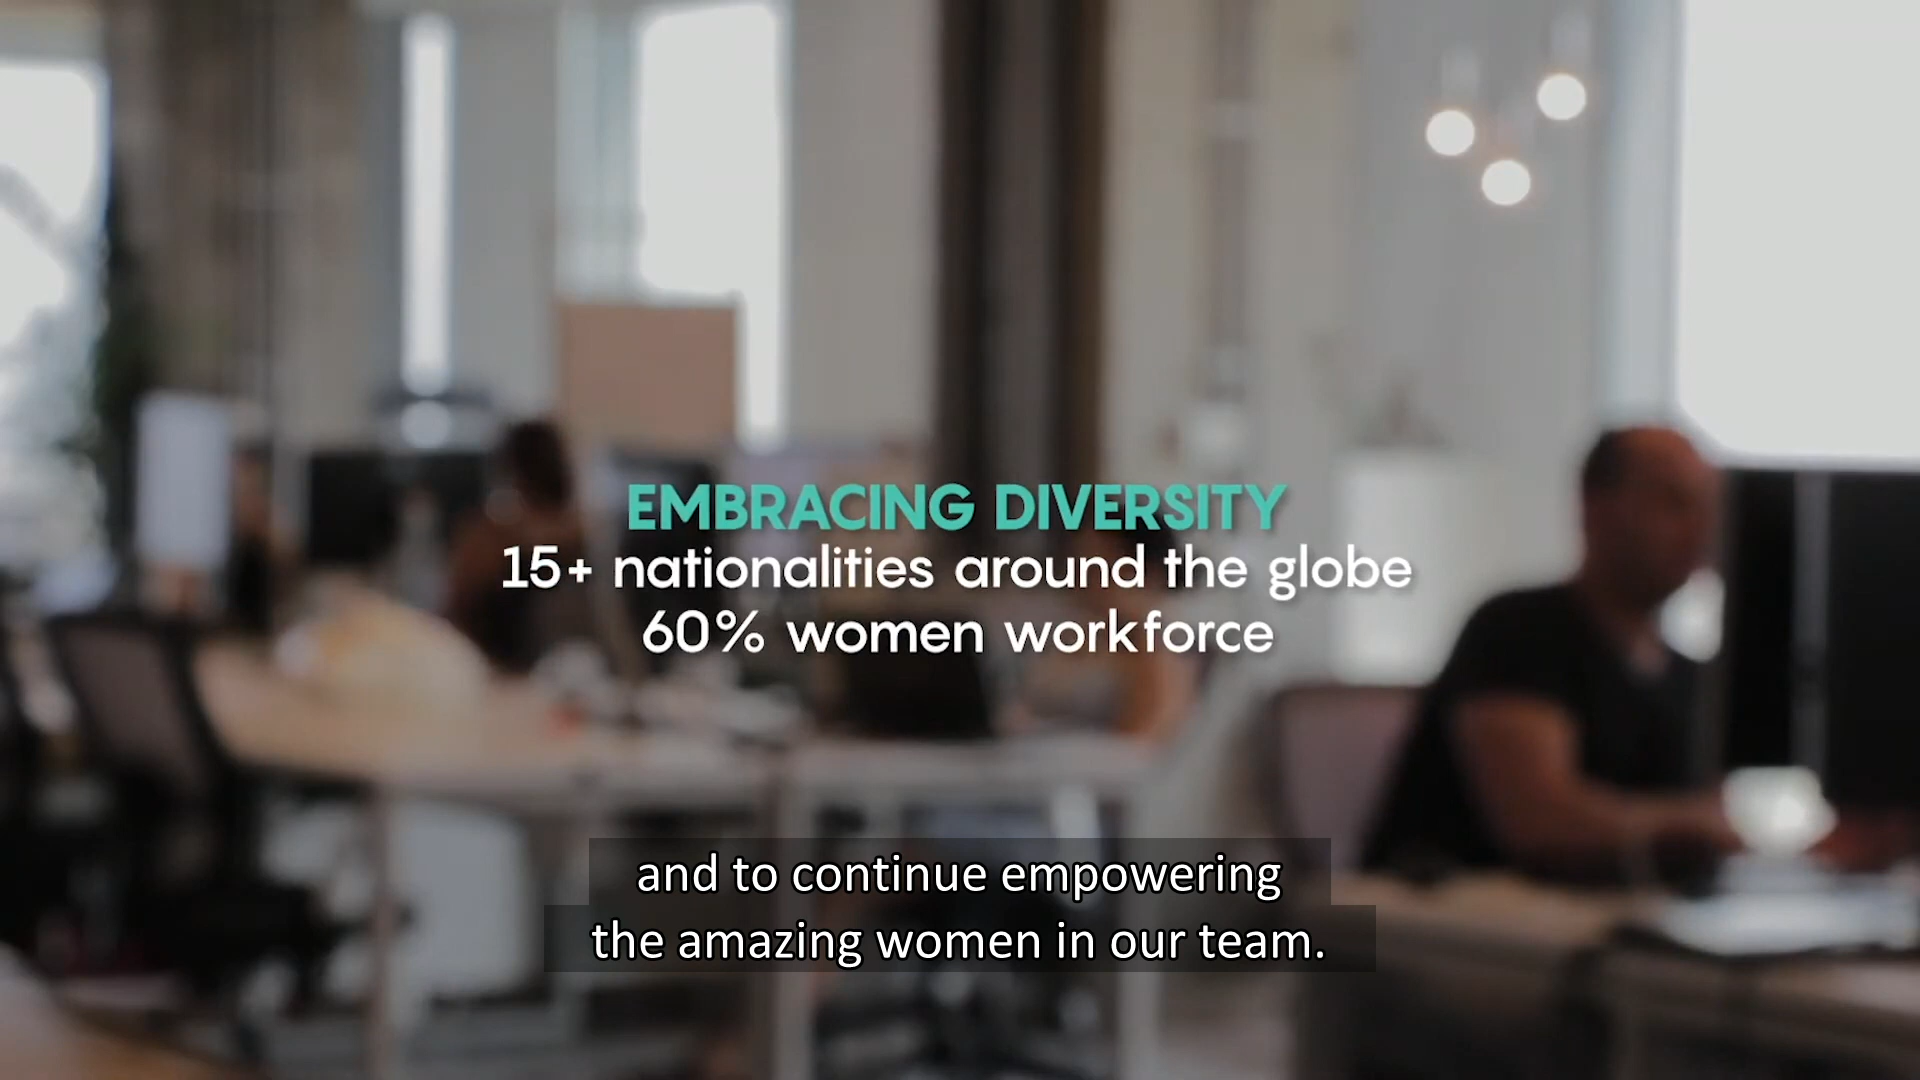 EMBRACING DIVERSITY
15+ nationalities around the globe
60% women workforce
and to continue empowering
the amazing women in our team.